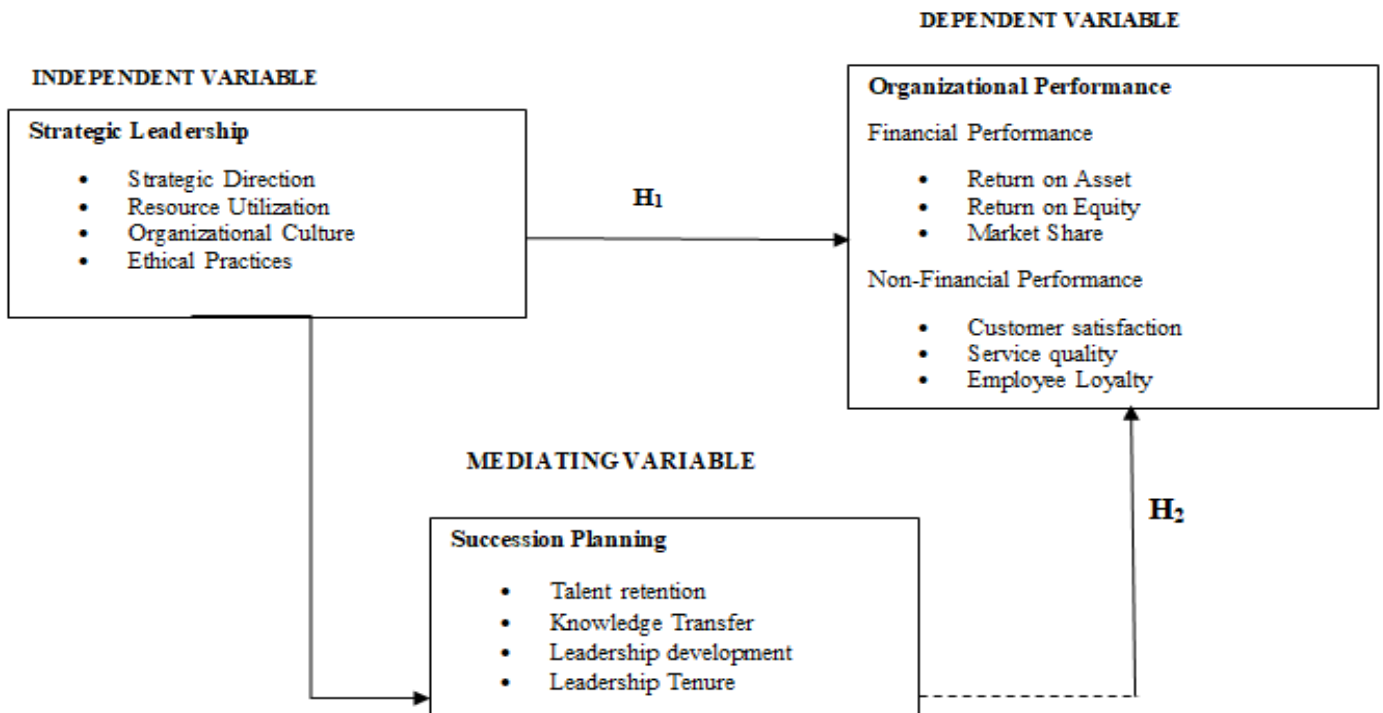 DEPENDENT VARIABLE
INDEPENDENT VARIABLE
Strategic Leadership
• Strategic Direction
• Resource Utilization
• Organizational Culture
• Ethical Practices
H₁
Organizational Performance
Financial Performance
• Return on Asset
• Return on Equity
• Market Share
Non-Financial Performance
• Customer satisfaction
• Service quality
• Employee Loyalty
MEDIATING VARIABLE
Succession Planning
• Talent retention
• Knowledge Transfer
• Leadership development
• Leadership Tenure
H₂